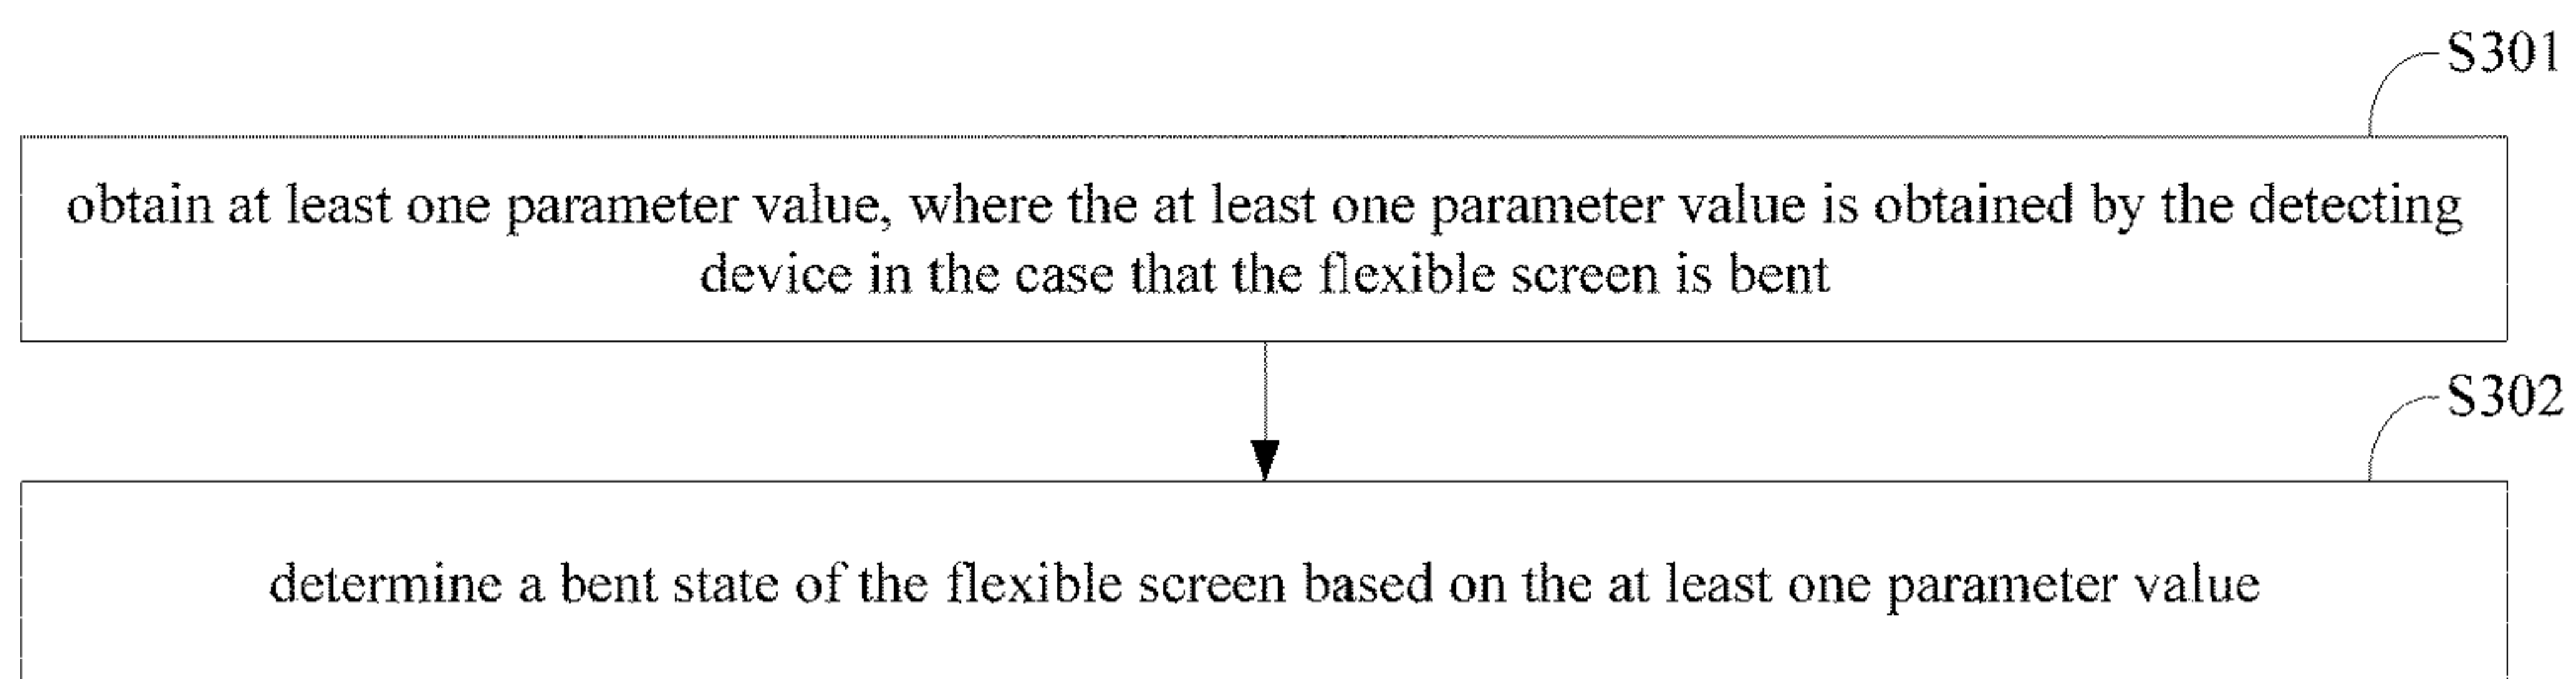 S301
obtain at least one parameter value, where the at least one parameter value is obtained by the detecting
device in the case that the flexible screen is bent
S302
determine a bent state of the flexible screen based on the at least one parameter value